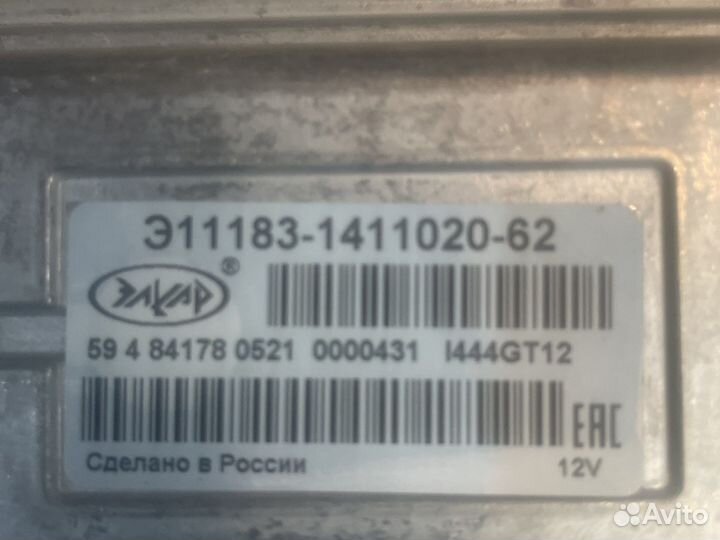 Э11183-1411020-62
ЭЛКАР®
59 4 84178 0521 0000431 I444GT12
EAC
Сделано в России 12V
Avito